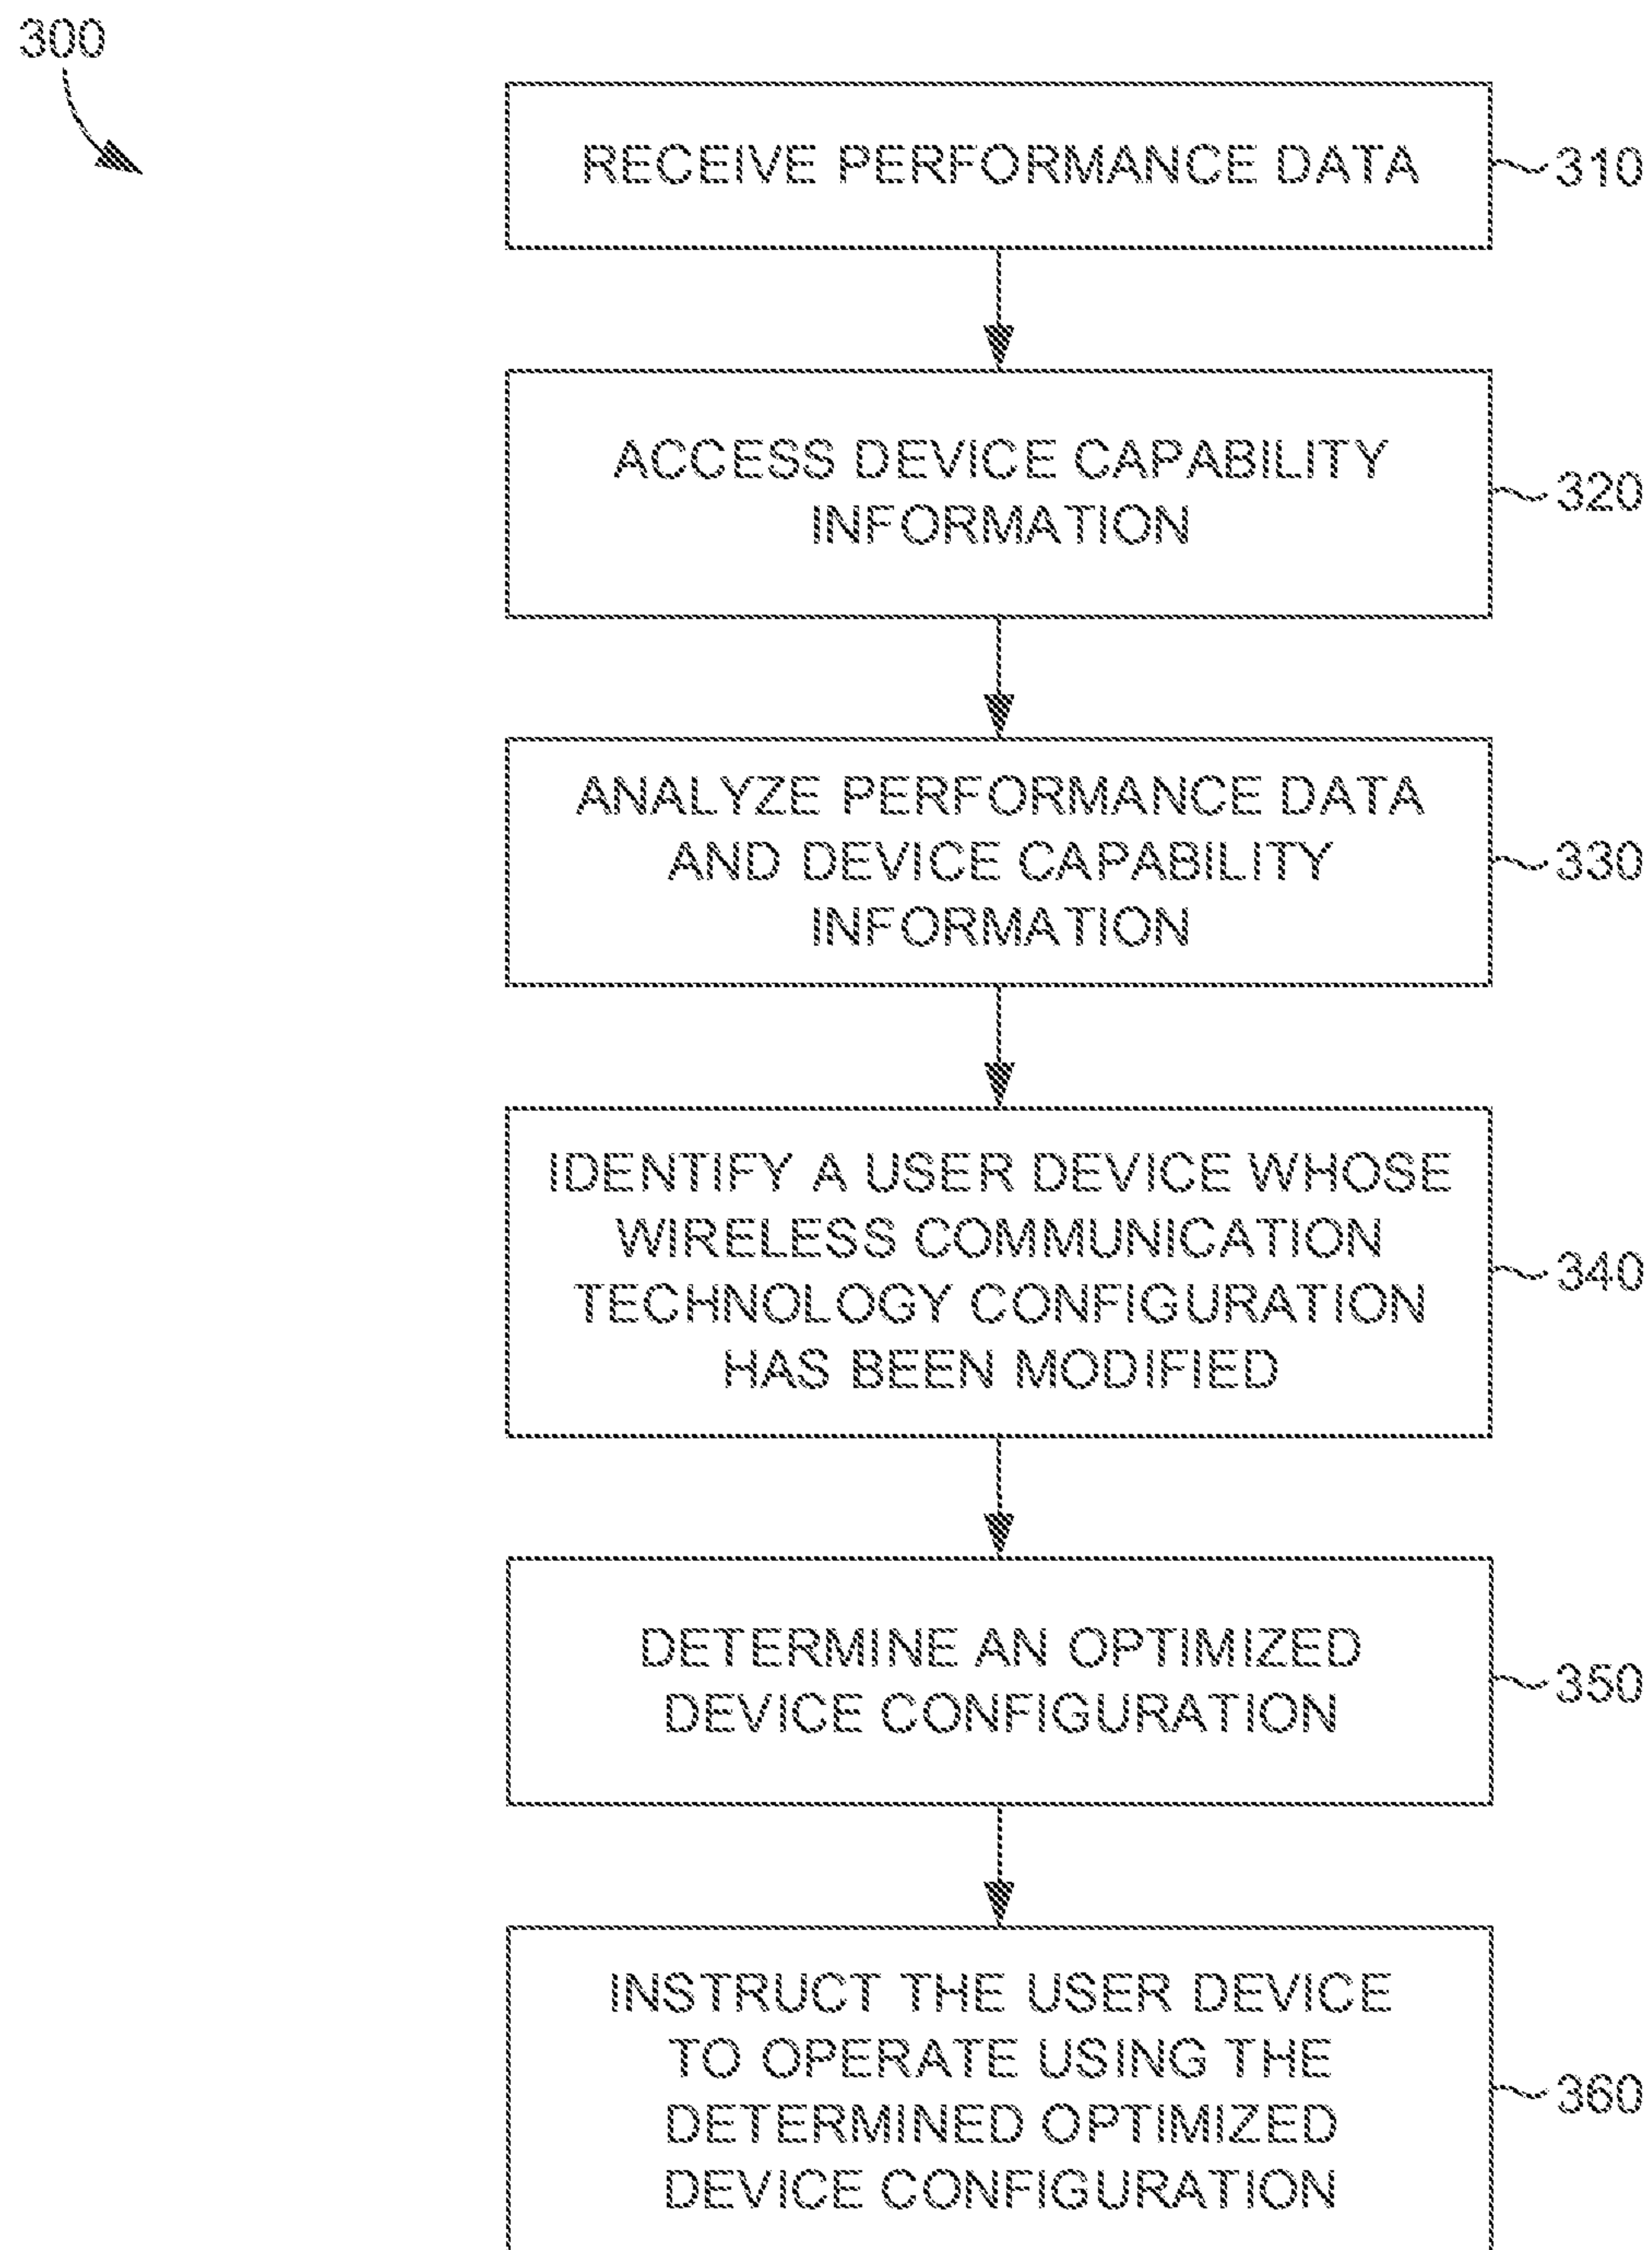 300
RECEIVE PERFORMANCE DATA
310
ACCESS DEVICE CAPABILITY
INFORMATION
320
ANALYZE PERFORMANCE DATA
AND DEVICE CAPABILITY
INFORMATION
330
IDENTIFY A USER DEVICE WHOSE
WIRELESS COMMUNICATION
TECHNOLOGY CONFIGURATION
HAS BEEN MODIFIED
340
DETERMINE AN OPTIMIZED
DEVICE CONFIGURATION
350
INSTRUCT THE USER DEVICE
TO OPERATE USING THE
DETERMINED OPTIMIZED
DEVICE CONFIGURATION
360